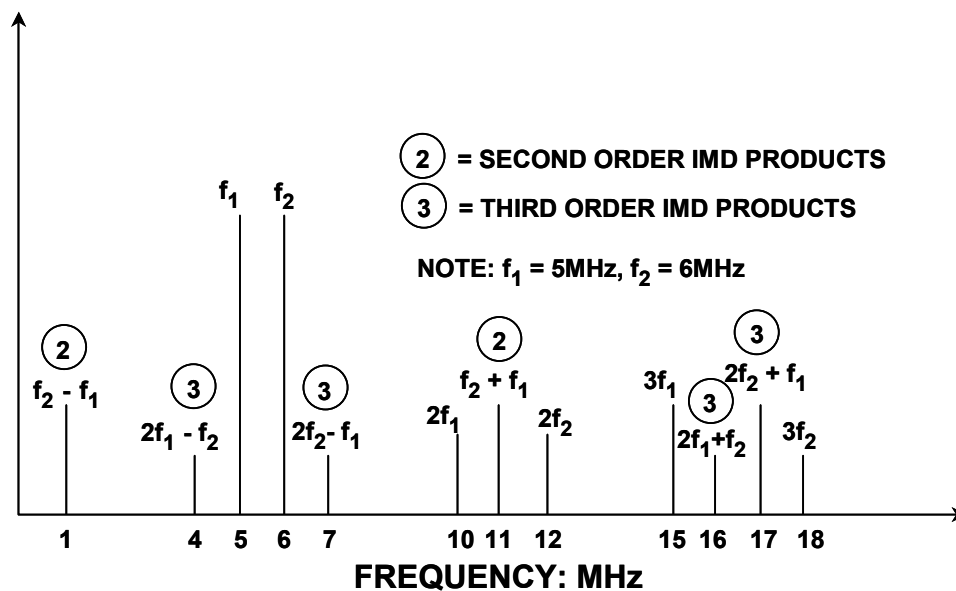 ② = SECOND ORDER IMD PRODUCTS
③ = THIRD ORDER IMD PRODUCTS
NOTE: f₁ = 5MHz, f₂ = 6MHz
f₁
f₂
②
f₂ - f₁
③
2f₁ - f₂
③
2f₂- f₁
②
f₂ + f₁
2f₁
2f₂
③
2f₂ + f₁
3f₁
③
2f₁+f₂
3f₂
1 4 5 6 7 10 11 12 15 16 17 18
FREQUENCY: MHz